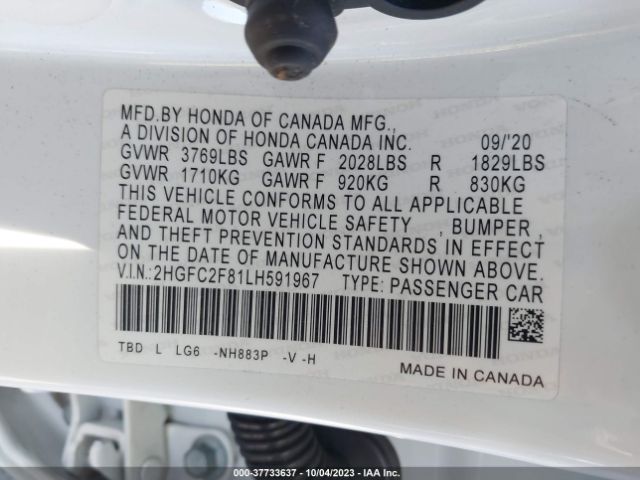 MFD.BY HONDA OF CANADA MFG.,
A DIVISION OF HONDA CANADA INC. 09/'20
GVWR 3769LBS GAWR F 2028LBS R 1829LBS
GVWR 1710KG GAWR F 920KG R 830KG
THIS VEHICLE CONFORMS TO ALL APPLICABLE
FEDERAL MOTOR VEHICLE SAFETY , BUMPER ,
AND THEFT PREVENTION STANDARDS IN EFFECT
ON THE DATE OF MANUFACTURE SHOWN ABOVE.
V.I.N.:2HGFC2F81LH591967 TYPE: PASSENGER CAR
TBD L LG6 -NH883P -V -H
MADE IN CANADA
000-37733637 - 10/04/2023 - IAA Inc.